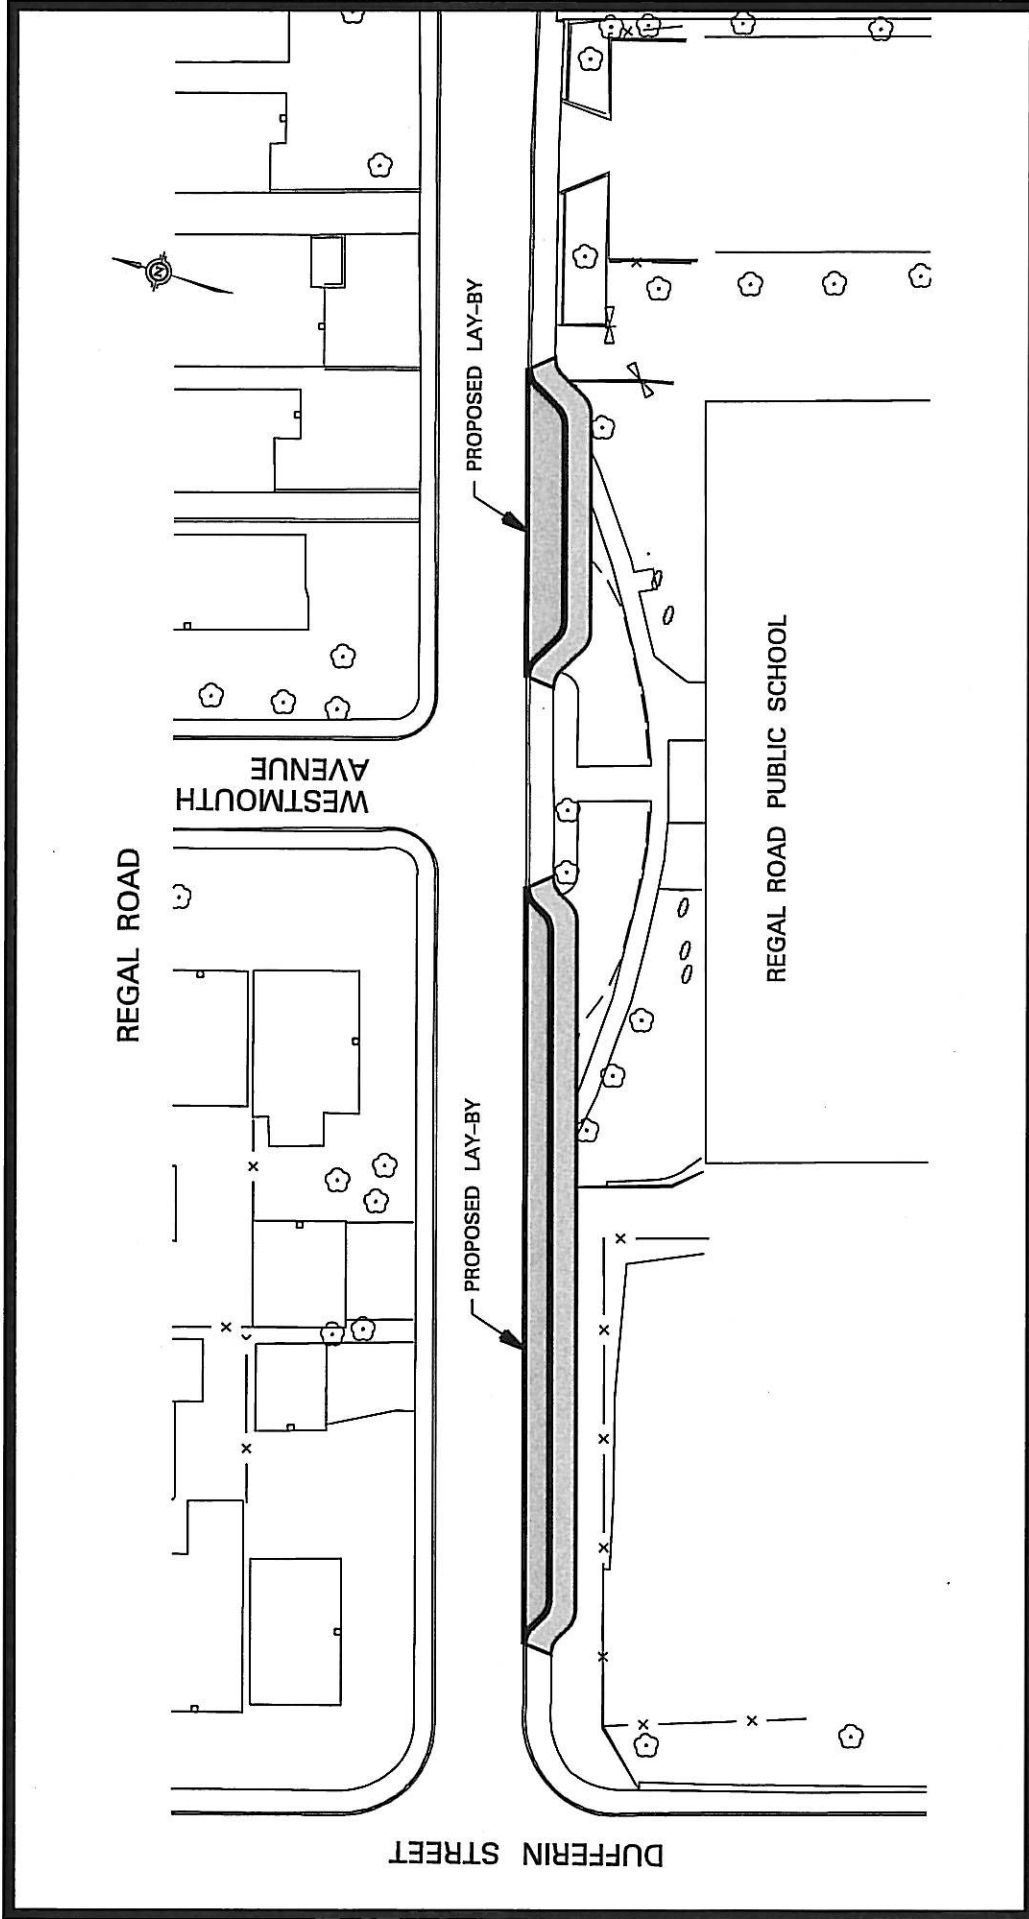 REGAL ROAD
WESTMOUTH
AVENUE
PROPOSED LAY-BY
PROPOSED LAY-BY
REGAL ROAD PUBLIC SCHOOL
DUFFERIN STREET
N